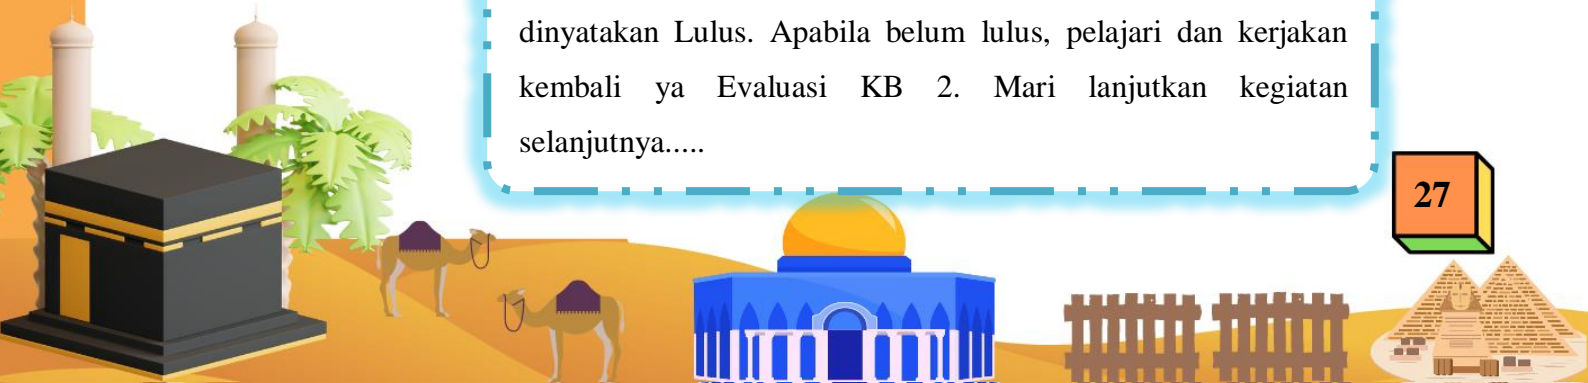 dinyatakan Lulus. Apabila belum lulus, pelajari dan kerjakan
kembali ya Evaluasi KB 2. Mari lanjutkan kegiatan
selanjutnya.....
27